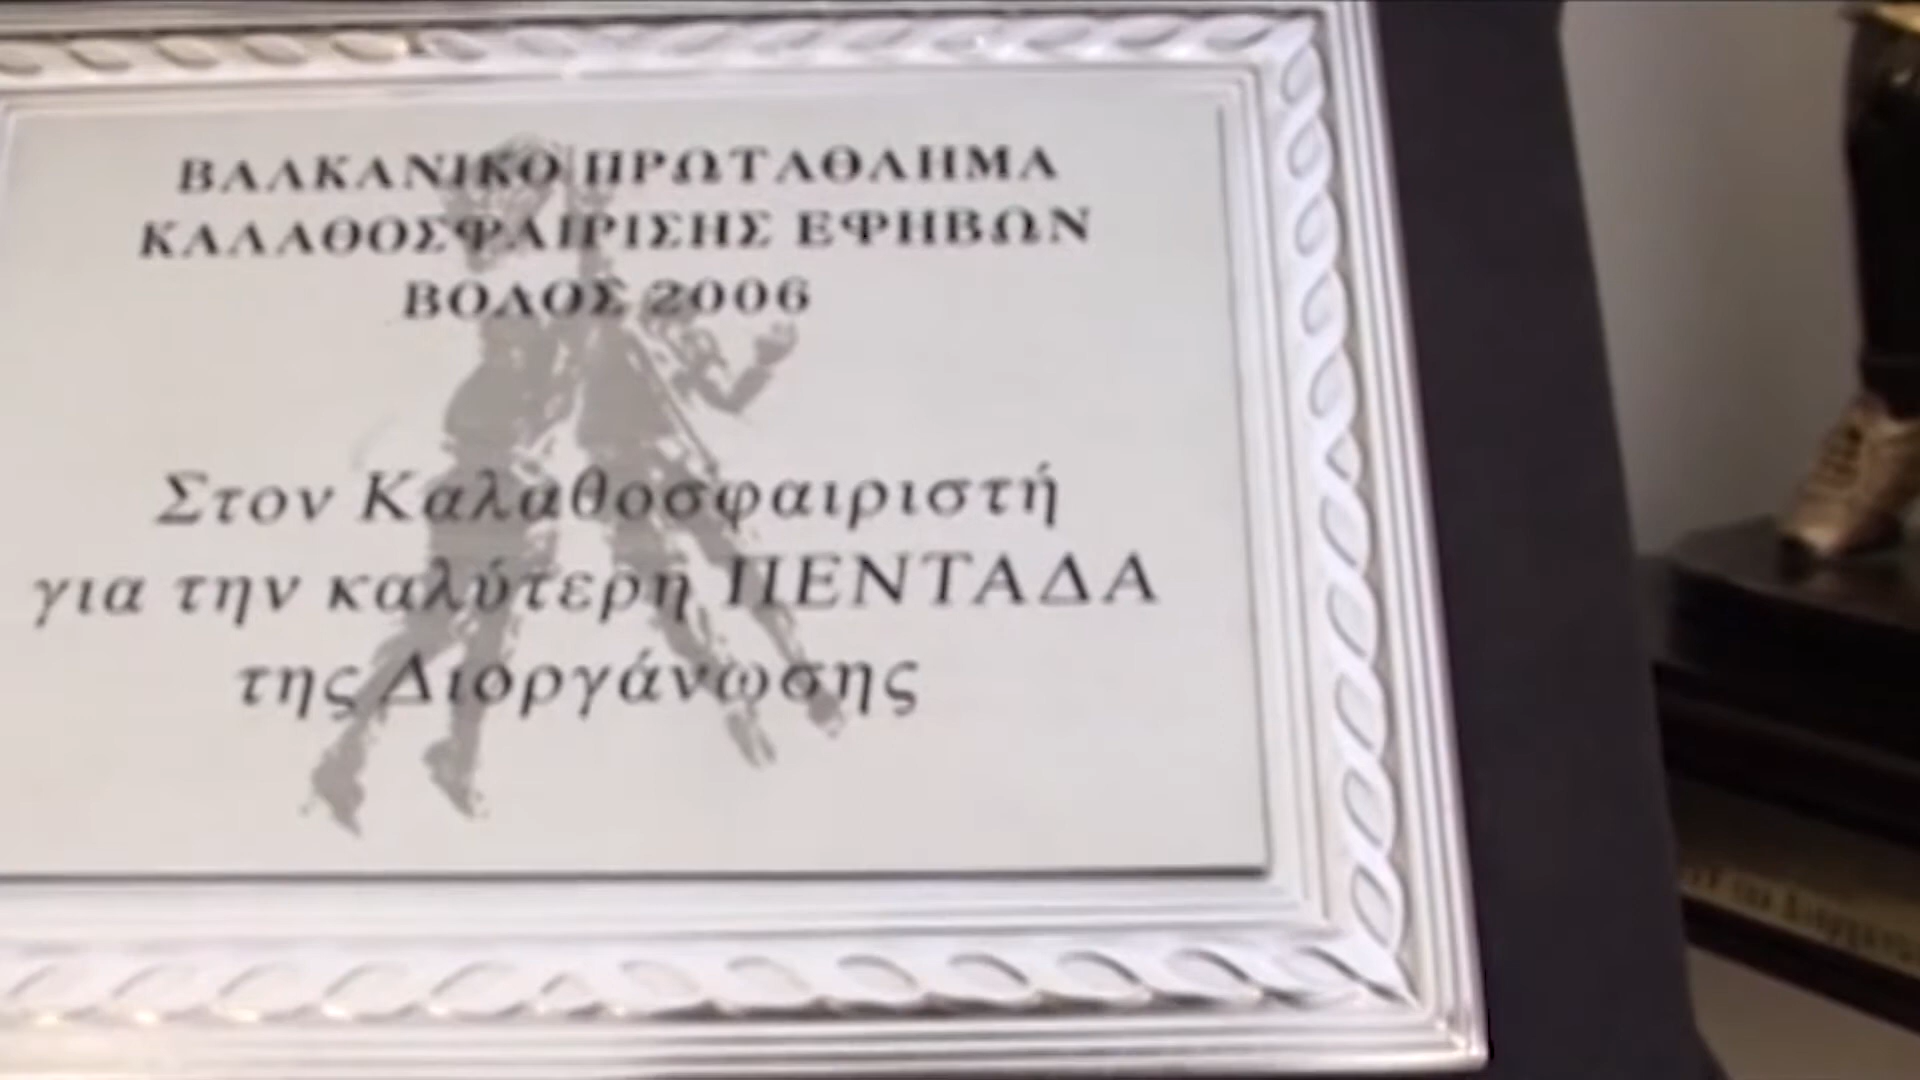 ΒΑΛΚΑΝΙΚΟ ΠΡΩΤΑΘΛΗΜΑ
ΚΑΛΑΘΟΣΦΑΙΡΙΣΗΣ ΕΦΗΒΩΝ
ΒΟΛΟΣ 2006
Στον Καλαθοσφαιριστή
για την καλύτερη ΠΕΝΤΑΔΑ
της Διοργάνωσης